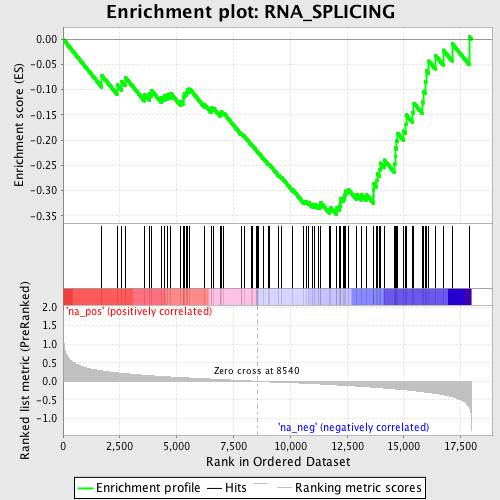 Enrichment plot: RNA_SPLICING
Enrichment score (ES)
0.00
-0.05
-0.10
-0.15
-0.20
-0.25
-0.30
-0.35
'na_pos' (positively correlated)
Ranked list metric (PreRanked)
2.0
1.5
1.0
0.5
0.0
-0.5
-1.0
Zero cross at 8540
'na_neg' (negatively correlated)
0
2,500
5,000
7,500
10,000
12,500
15,000
17,500
Rank in Ordered Dataset
Enrichment profile
Hits
Ranking metric scores